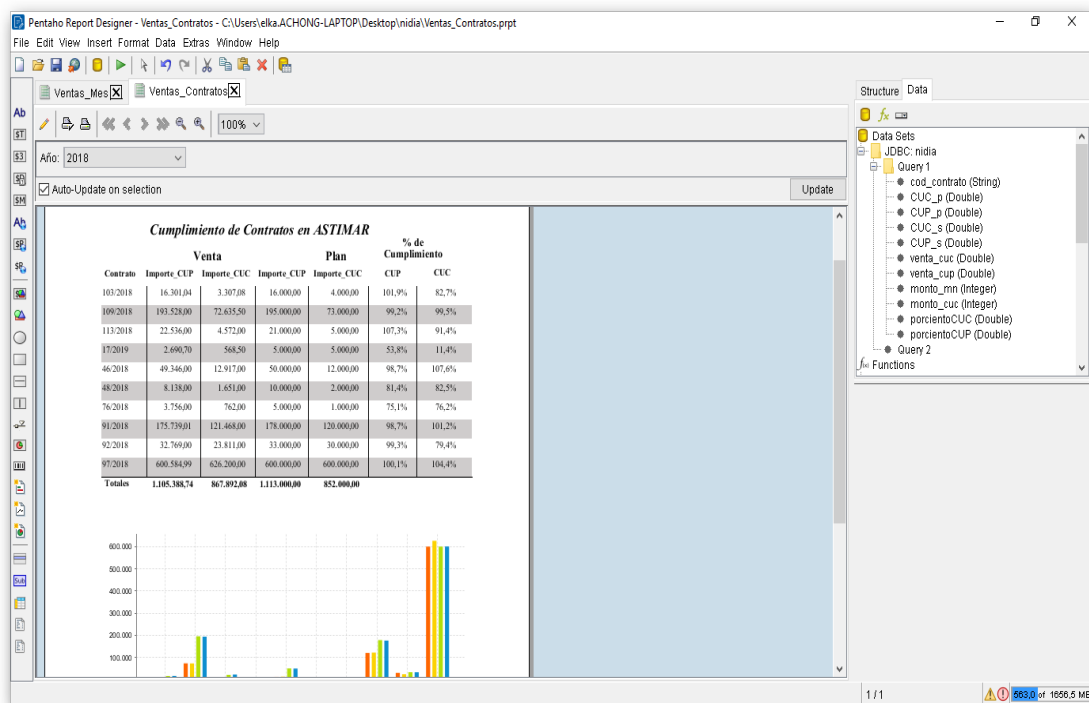 Pentaho Report Designer - Ventas_Contratos - C:\Users\elka.ACHONG-LAPTOP\Desktop\nidia\Ventas_Contratos.prpt
File Edit View Insert Format Data Extras Window Help
Ventas_Mes Ventas_Contratos
Structure Data
100%
Año: 2018
Auto-Update on selection Update
Data Sets
JDBC: nidia
Query 1
cod_contrato (String)
CUC_p (Double)
CUP_p (Double)
CUC_s (Double)
CUP_s (Double)
venta_cuc (Double)
venta_cup (Double)
monto_mn (Integer)
monto_cuc (Integer)
porcientoCUC (Double)
porcientoCUP (Double)
Query 2
Functions
Cumplimiento de Contratos en ASTIMAR
Venta Plan % de Cumplimiento
Contrato Importe_CUP Importe_CUC Importe_CUP Importe_CUC CUP CUC
103/2018 16.301,04 3.307,08 16.000,00 4.000,00 101,9% 82,7%
109/2018 193.528,00 72.635,50 195.000,00 73.000,00 99,2% 99,5%
113/2018 22.536,00 4.572,00 21.000,00 5.000,00 107,3% 91,4%
17/2019 2.690,70 568,50 5.000,00 5.000,00 53,8% 11,4%
46/2018 49.346,00 12.917,00 50.000,00 12.000,00 98,7% 107,6%
48/2018 8.138,00 1.651,00 10.000,00 2.000,00 81,4% 82,5%
76/2018 3.756,00 762,00 5.000,00 1.000,00 75,1% 76,2%
91/2018 175.739,01 121.468,00 178.000,00 120.000,00 98,7% 101,2%
92/2018 32.769,00 23.811,00 33.000,00 30.000,00 99,3% 79,4%
97/2018 600.584,99 626.200,00 600.000,00 600.000,00 100,1% 104,4%
Totales 1.105.388,74 867.892,08 1.113.000,00 852.000,00
600.000
500.000
400.000
300.000
200.000
100.000
1 / 1
563,0 of 1656,5 ME